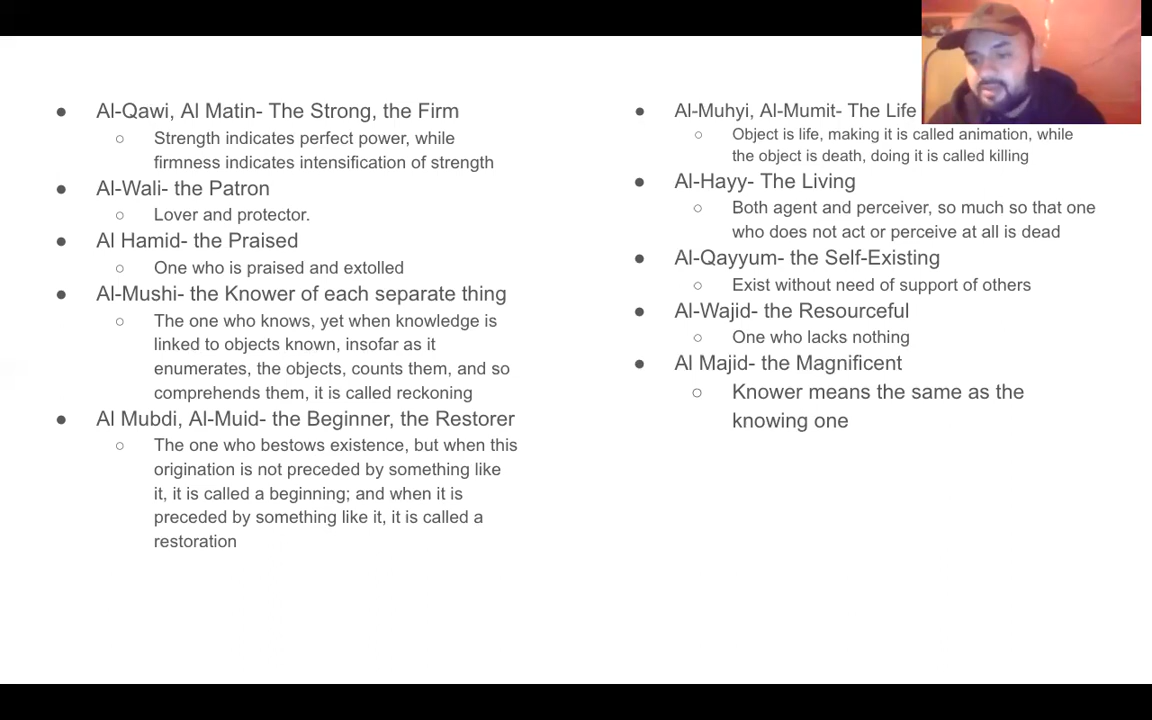 Al-Qawi, Al Matin- The Strong, the Firm
Strength indicates perfect power, while
firmness indicates intensification of strength
Al-Wali- the Patron
Lover and protector.
Al Hamid- the Praised
One who is praised and extolled
Al-Mushi- the Knower of each separate thing
The one who knows, yet when knowledge is
linked to objects known, insofar as it
enumerates, the objects, counts them, and so
comprehends them, it is called reckoning
Al Mubdi, Al-Muid- the Beginner, the Restorer
The one who bestows existence, but when this
origination is not preceded by something like
it, it is called a beginning; and when it is
preceded by something like it, it is called a
restoration
Al-Muhyi, Al-Mumit- The Life
Object is life, making it is called animation, while
the object is death, doing it is called killing
Al-Hayy- The Living
Both agent and perceiver, so much so that one
who does not act or perceive at all is dead
Al-Qayyum- the Self-Existing
Exist without need of support of others
Al-Wajid- the Resourceful
One who lacks nothing
Al Majid- the Magnificent
Knower means the same as the
knowing one